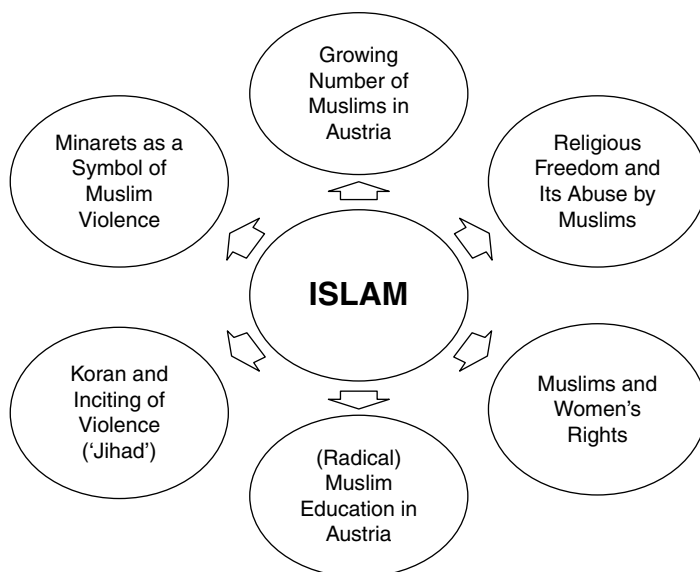 Growing
Number of
Muslims in
Austria
Minarets as a
Symbol of
Muslim
Violence
Religious
Freedom and
Its Abuse by
Muslims
ISLAM
Koran and
Inciting of
Violence
(‘Jihad’)
Muslims and
Women’s
Rights
(Radical)
Muslim
Education in
Austria